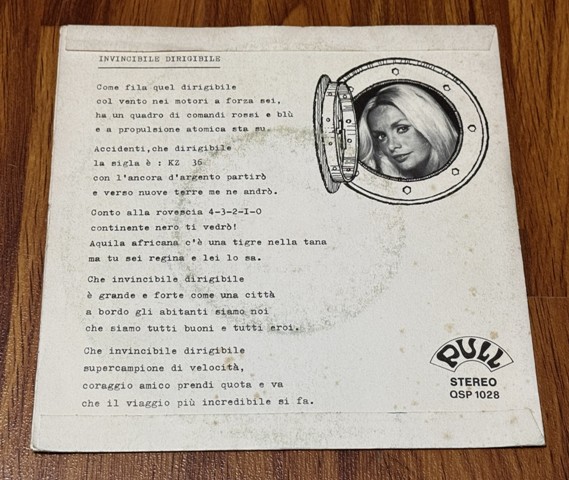 INVINCIBILE DIRIGIBILE
Come fila quel dirigibile
col vento nei motori a forza sei,
ha un quadro di comandi rossi e blù
e a propulsione atomica sta su.
Accidenti,che dirigibile
la sigla è : KZ 36
con l'ancora d'argento partirò
e verso nuove terre me ne andrò.
Conto alla rovescia 4-3-2-I-O
continente nero ti vedrò!
Aquila africana c'è una tigre nella tana
ma tu sei regina e lei lo sa.
Che invincibile dirigibile
è grande e forte come una città
a bordo gli abitanti siamo noi
che siamo tutti buoni e tutti eroi.
Che invincibile dirigibile
supercampione di velocità,
coraggio amico prendi quota e va
che il viaggio più incredibile si fa.
PULL
STEREO
QSP 1028